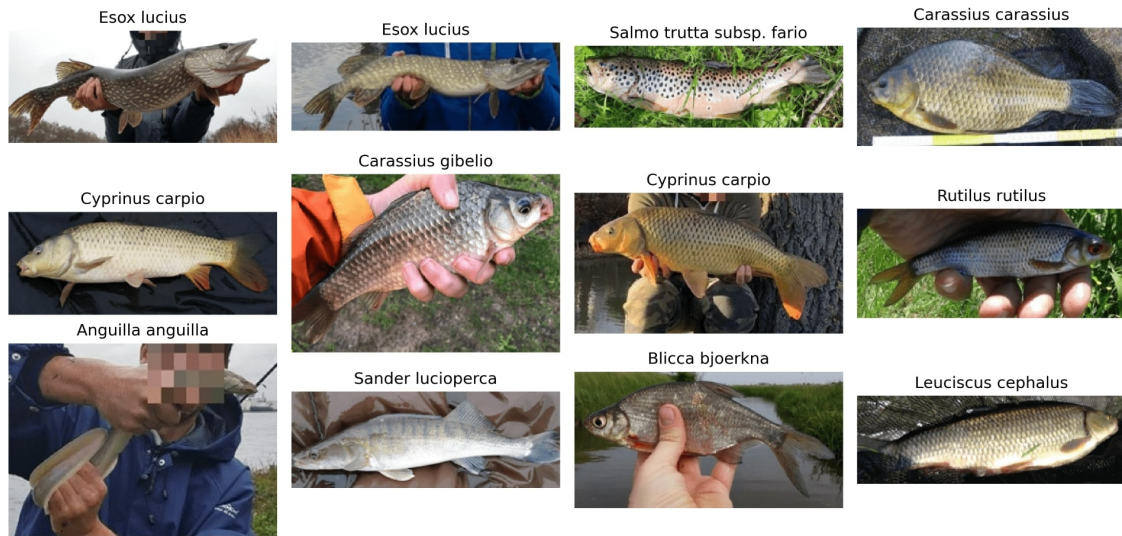 Esox lucius
Esox lucius
Salmo trutta subsp. fario
Carassius carassius
Cyprinus carpio
Carassius gibelio
Cyprinus carpio
Rutilus rutilus
Anguilla anguilla
Sander lucioperca
Blicca bjoerkna
Leuciscus cephalus